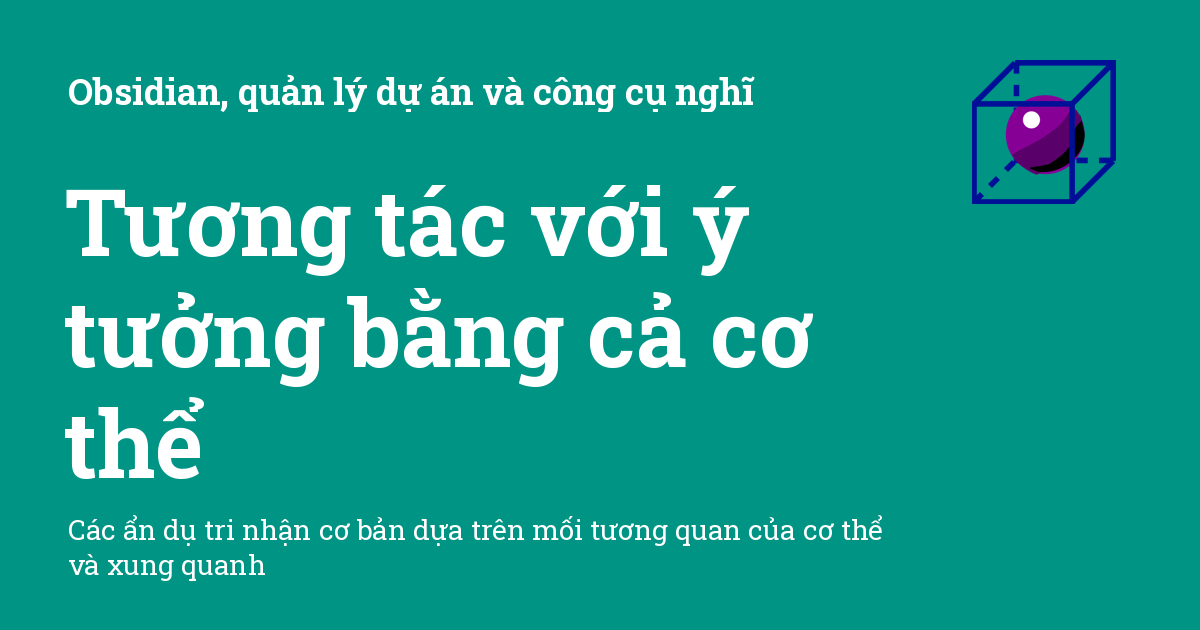 Obsidian, quản lý dự án và công cụ nghĩ
Tương tác với ý
tưởng bằng cả cơ
thể
Các ẩn dụ tri nhận cơ bản dựa trên mối tương quan của cơ thể
và xung quanh